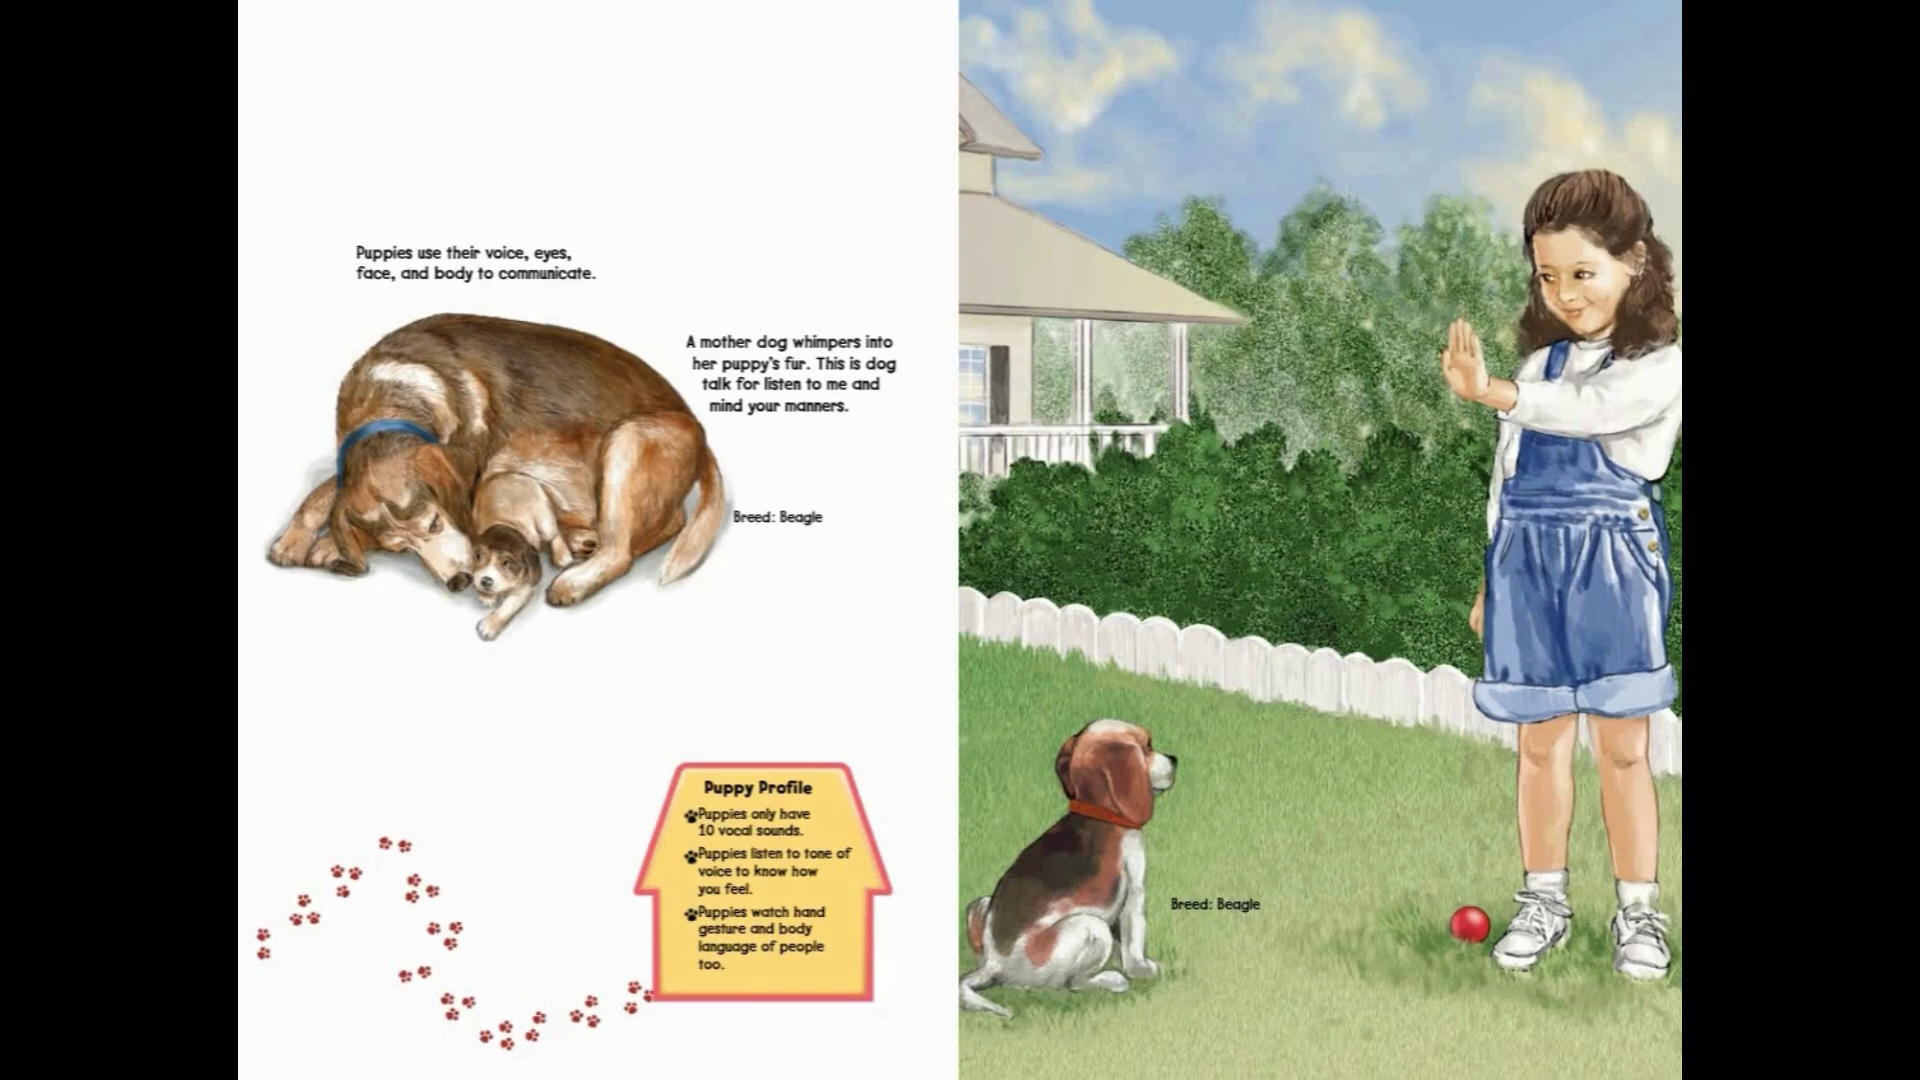 Puppies use their voice, eyes,
face, and body to communicate.
A mother dog whimpers into
her puppy's fur. This is dog
talk for listen to me and
mind your manners.
Breed: Beagle
Puppy Profile
Puppies only have
10 vocal sounds.
Puppies listen to tone of
voice to know how
you feel.
Puppies watch hand
gesture and body
language of people
too.
Breed: Beagle